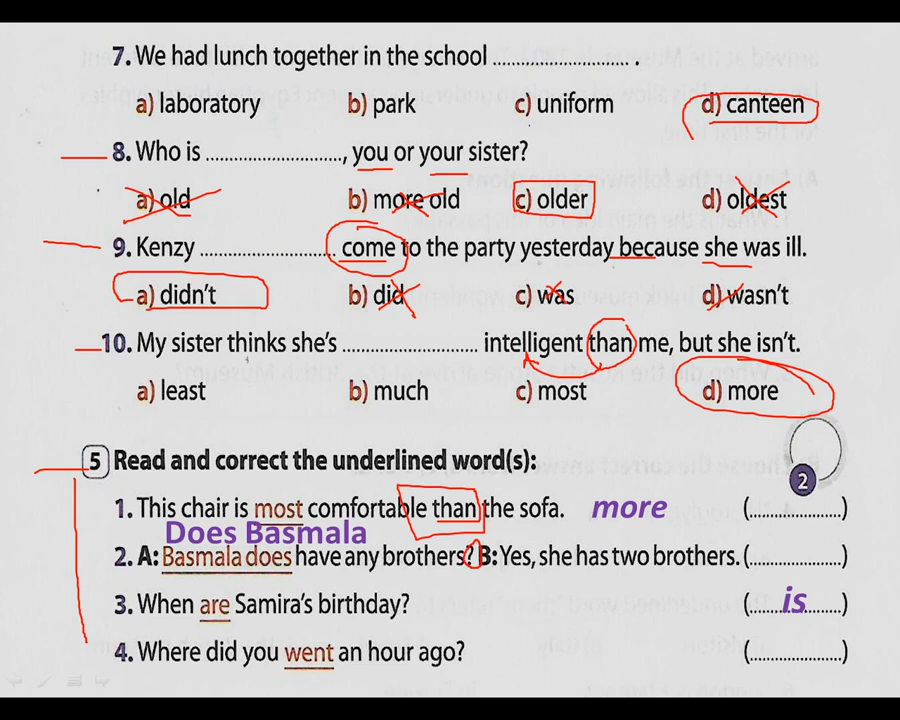 7. We had lunch together in the school ............................ .
a) laboratory b) park c) uniform d) canteen
8. Who is ............................, you or your sister?
a) old b) more old c) older d) oldest
9. Kenzy ............................ come to the party yesterday because she was ill.
a) didn't b) did c) was d) wasn't
10. My sister thinks she's ............................ intelligent than me, but she isn't.
a) least b) much c) most d) more
2
5 Read and correct the underlined word(s):
1. This chair is most comfortable than the sofa. more (....................)
Does Basmala
2. A: Basmala does have any brothers? B: Yes, she has two brothers. (....................)
3. When are Samira's birthday? (.......is.......)
4. Where did you went an hour ago? (....................)